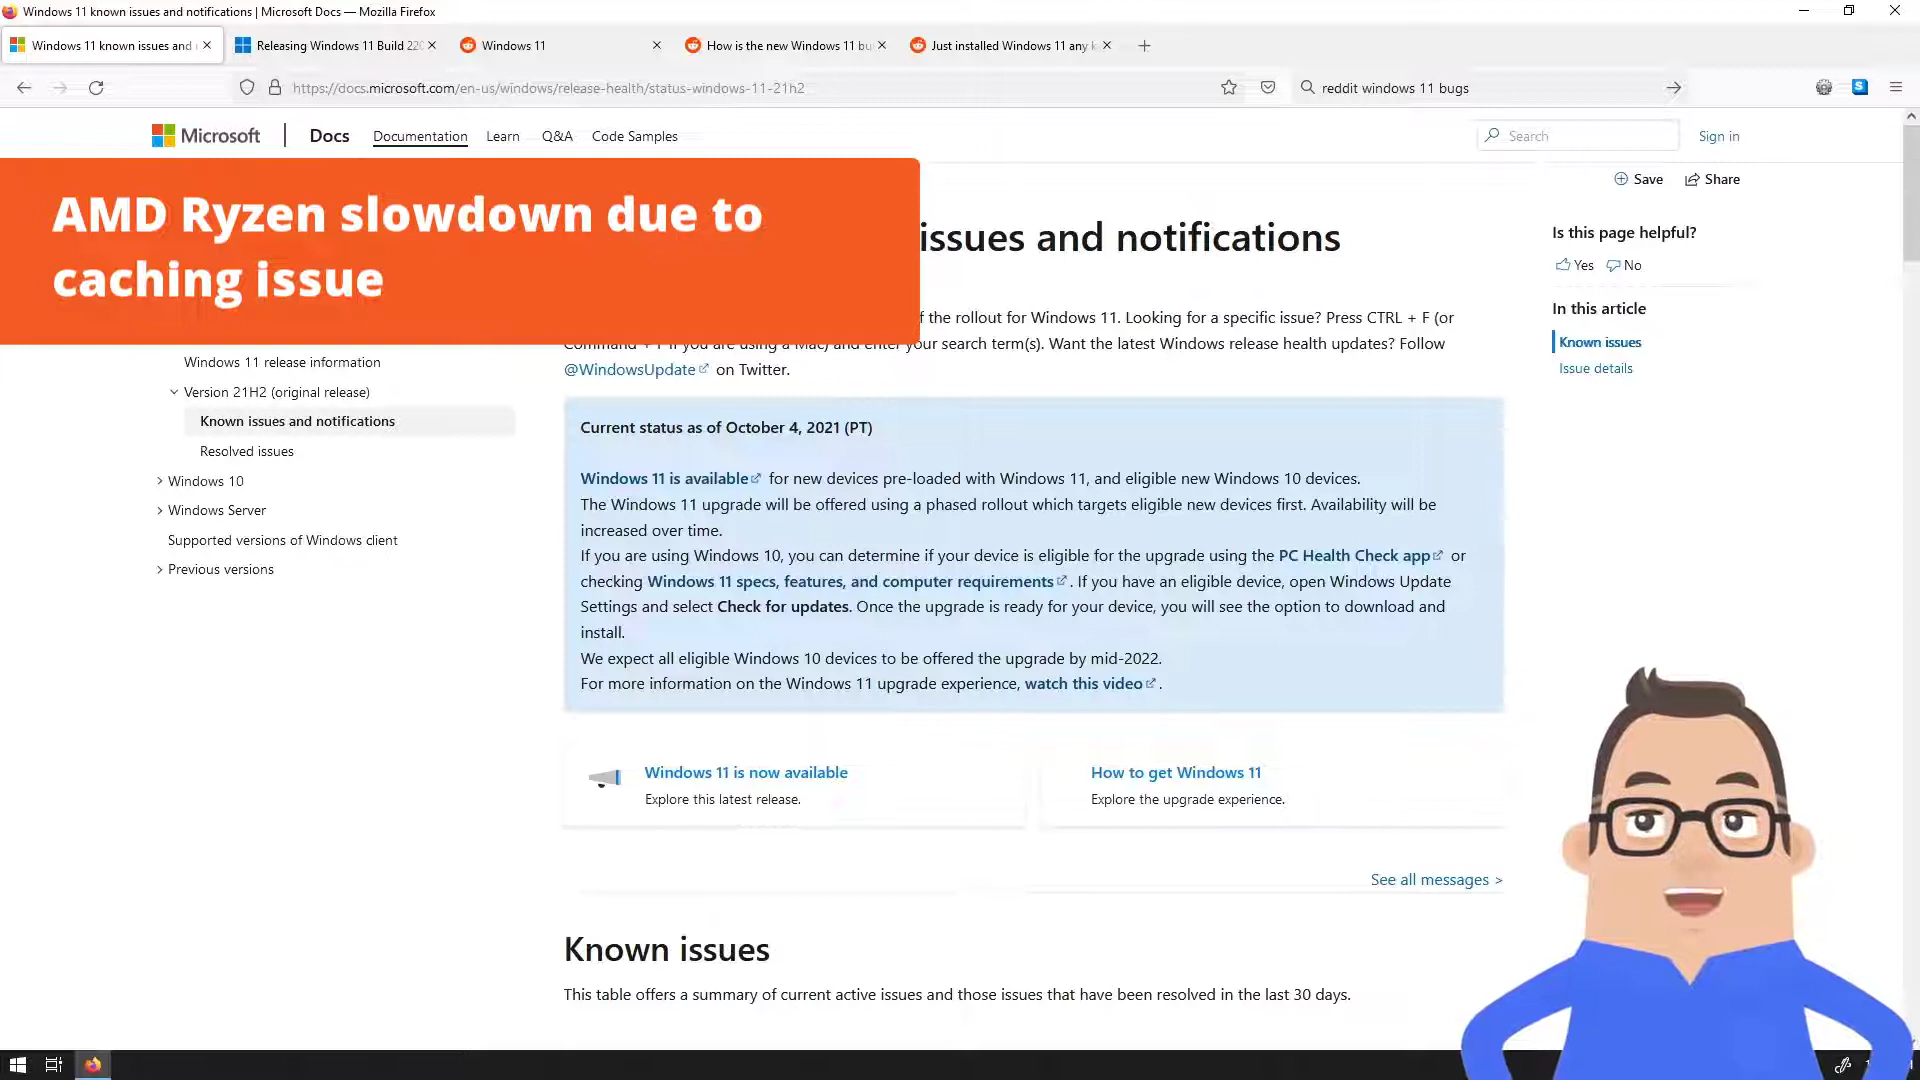 Windows 11 known issues and notifications | Microsoft Docs — Mozilla Firefox
Windows 11 known issues and
Releasing Windows 11 Build 220
Windows 11
How is the new Windows 11 bu
Just installed Windows 11 any k
https://docs.microsoft.com/en-us/windows/release-health/status-windows-11-21h2
reddit windows 11 bugs
S
Microsoft
Docs
Documentation
Learn
Q&A
Code Samples
Search
Sign in
Save
Share
AMD Ryzen slowdown due to
caching issue
issues and notifications
f the rollout for Windows 11. Looking for a specific issue? Press CTRL + F (or
Command + F if you are using a Mac) and enter your search term(s). Want the latest Windows release health updates? Follow
@WindowsUpdate on Twitter.
Is this page helpful?
Yes
No
In this article
Known issues
Issue details
Windows 11 release information
Version 21H2 (original release)
Known issues and notifications
Resolved issues
Windows 10
Windows Server
Supported versions of Windows client
Previous versions
Current status as of October 4, 2021 (PT)
Windows 11 is available for new devices pre-loaded with Windows 11, and eligible new Windows 10 devices.
The Windows 11 upgrade will be offered using a phased rollout which targets eligible new devices first. Availability will be
increased over time.
If you are using Windows 10, you can determine if your device is eligible for the upgrade using the PC Health Check app or
checking Windows 11 specs, features, and computer requirements. If you have an eligible device, open Windows Update
Settings and select Check for updates. Once the upgrade is ready for your device, you will see the option to download and
install.
We expect all eligible Windows 10 devices to be offered the upgrade by mid-2022.
For more information on the Windows 11 upgrade experience, watch this video.
Windows 11 is now available
Explore this latest release.
How to get Windows 11
Explore the upgrade experience.
See all messages >
Known issues
This table offers a summary of current active issues and those issues that have been resolved in the last 30 days.